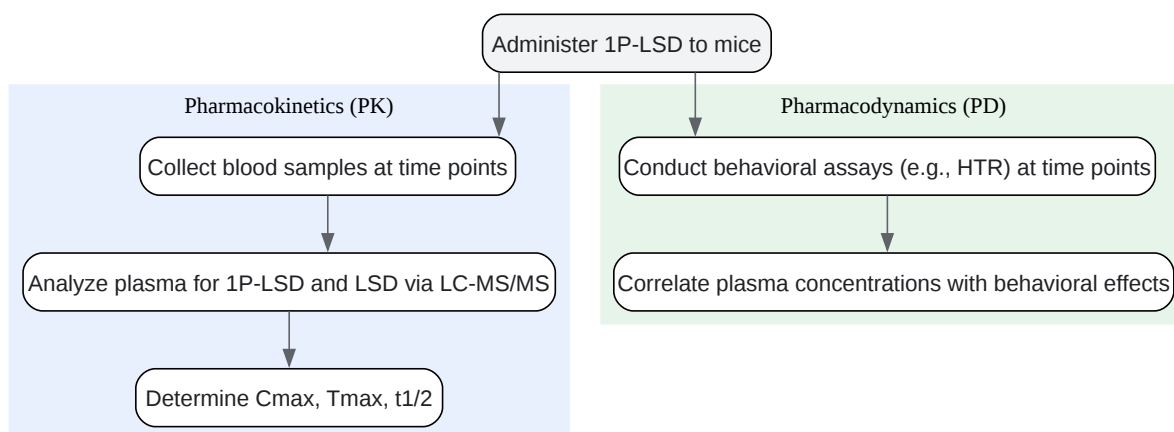 Administer 1P-LSD to mice
Pharmacokinetics (PK)
Collect blood samples at time points
Analyze plasma for 1P-LSD and LSD via LC-MS/MS
Determine Cmax, Tmax, t1/2
Pharmacodynamics (PD)
Conduct behavioral assays (e.g., HTR) at time points
Correlate plasma concentrations with behavioral effects